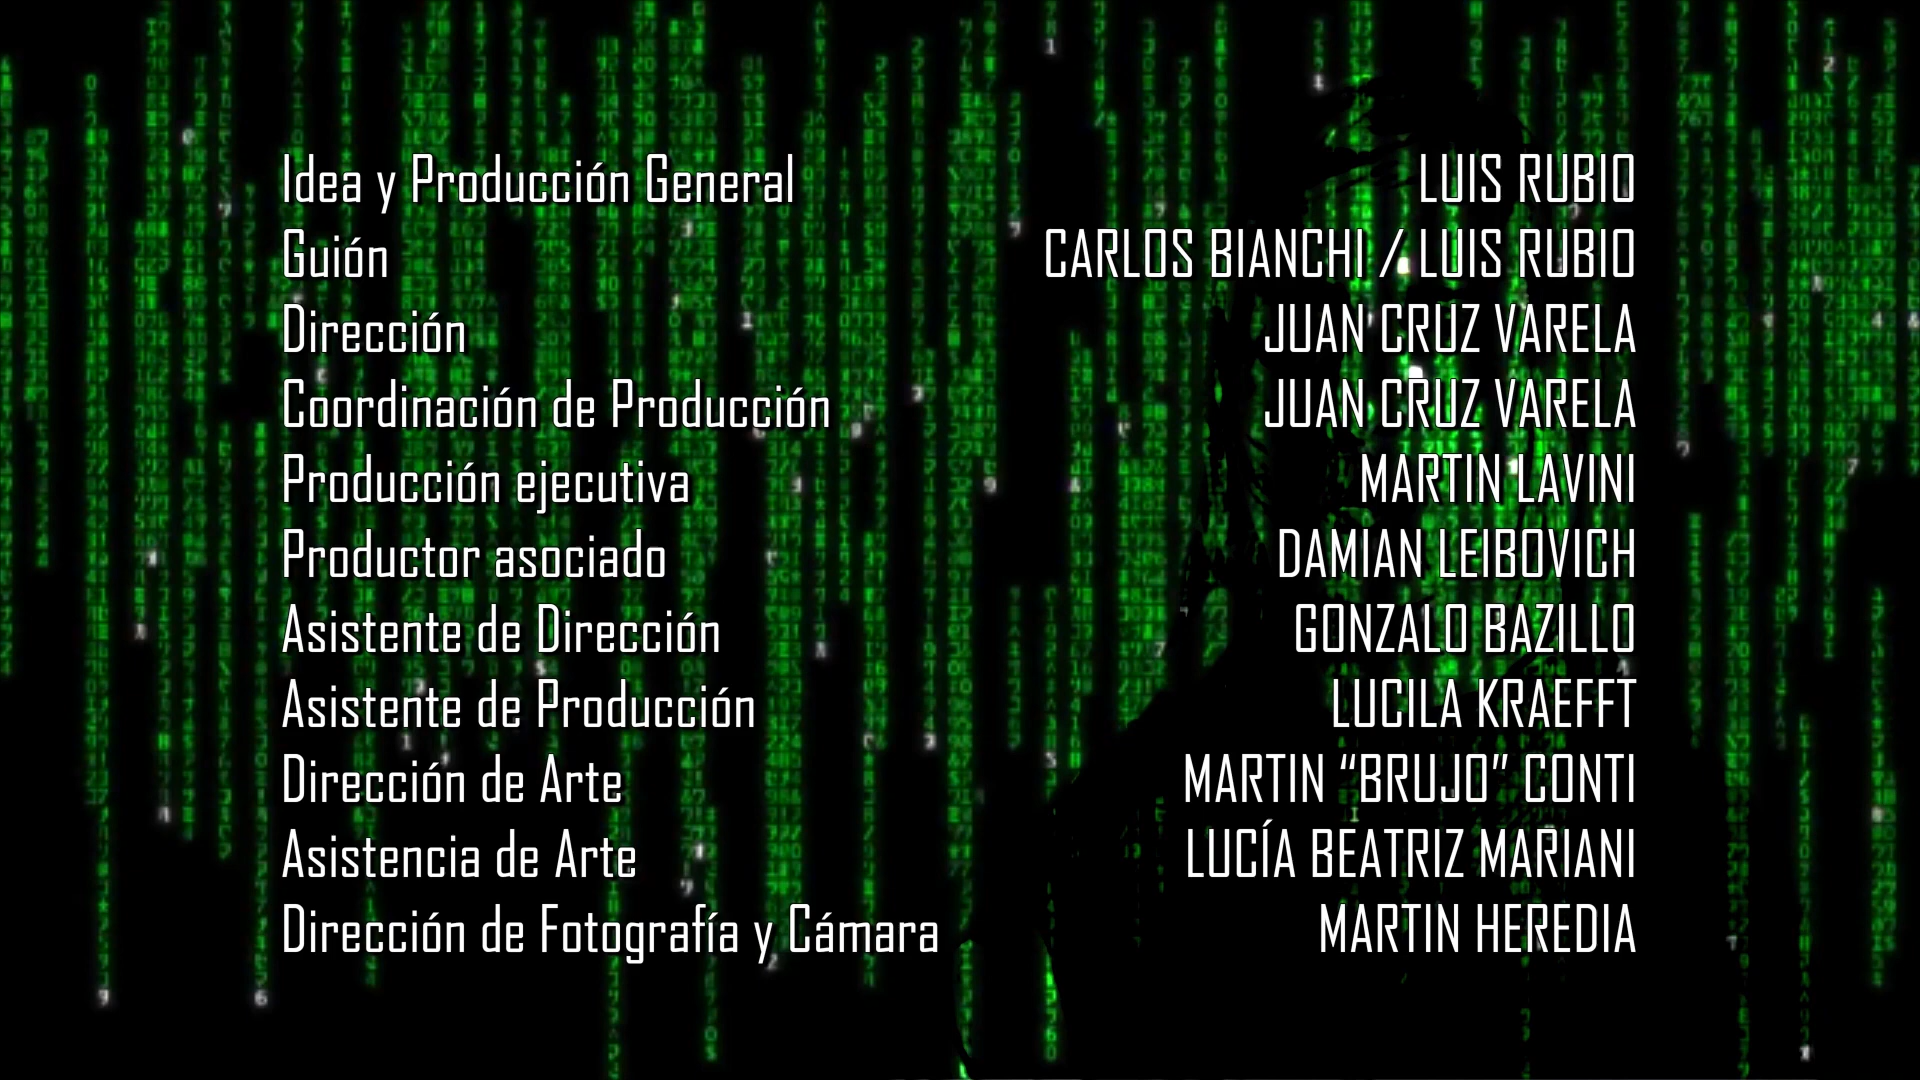 Idea y Producción General LUIS RUBIO
Guión CARLOS BIANCHI / LUIS RUBIO
Dirección JUAN CRUZ VARELA
Coordinación de Producción JUAN CRUZ VARELA
Producción ejecutiva MARTIN LAVINI
Productor asociado DAMIAN LEIBOVICH
Asistente de Dirección GONZALO BAZILLO
Asistente de Producción LUCILA KRAEFFT
Dirección de Arte MARTIN “BRUJO” CONTI
Asistencia de Arte LUCÍA BEATRIZ MARIANI
Dirección de Fotografía y Cámara MARTIN HEREDIA